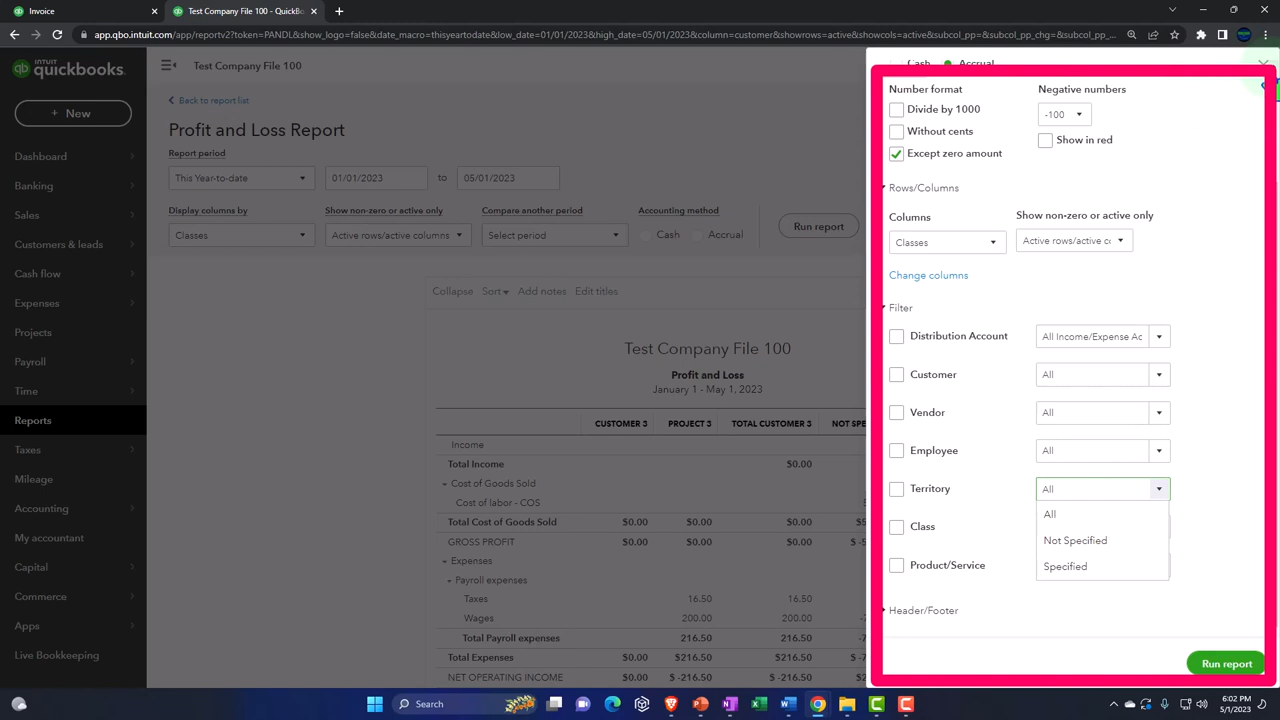 Invoice
Test Company File 100 - QuickBo
app.qbo.intuit.com/app/reportv2?token=PANDL&show_logo=false&date_macro=thisyeartodate&low_date=01/01/2023&high_date=05/01/2023&column=customer&showrows=active&showcols=active&subcol_pp=&subcol_pp_chg=&subcol_pp_...
INTUIT
quickbooks.
Test Company File 100
+ New
Dashboard
Banking
Sales
Customers & leads
Cash flow
Expenses
Projects
Payroll
Time
Reports
Taxes
Mileage
Accounting
My accountant
Capital
Commerce
Apps
Live Bookkeeping
Back to report list
Profit and Loss Report
Report period
This Year-to-date 01/01/2023 to 05/01/2023
Display columns by Show non-zero or active only Compare another period Accounting method
Classes Active rows/active columns Select period Cash Accrual Run report
Collapse Sort Add notes Edit titles
Test Company File 100
Profit and Loss
January 1 - May 1, 2023
CUSTOMER 3 PROJECT 3 TOTAL CUSTOMER 3 NOT SPE
Income
Total Income $0.00
Cost of Goods Sold
Cost of labor - COS
Total Cost of Goods Sold $0.00 $0.00 $0.00 $
GROSS PROFIT $0.00 $0.00 $0.00 $ -5
Expenses
Payroll expenses
Taxes 16.50 16.50
Wages 200.00 200.00 -7
Total Payroll expenses 216.50 216.50 -7
Total Expenses $0.00 $216.50 $216.50 $ -7
NET OPERATING INCOME $0.00 $ -216.50 $ -216.50
Cash Accrual
Number format Negative numbers
Divide by 1000 -100
Without cents Show in red
Except zero amount
Rows/Columns
Columns Show non-zero or active only
Classes Active rows/active co
Change columns
Filter
Distribution Account All Income/Expense Ac
Customer All
Vendor All
Employee All
Territory All
All
Class
Not Specified
Product/Service Specified
Header/Footer
Run report
Search
6:02 PM
5/1/2023